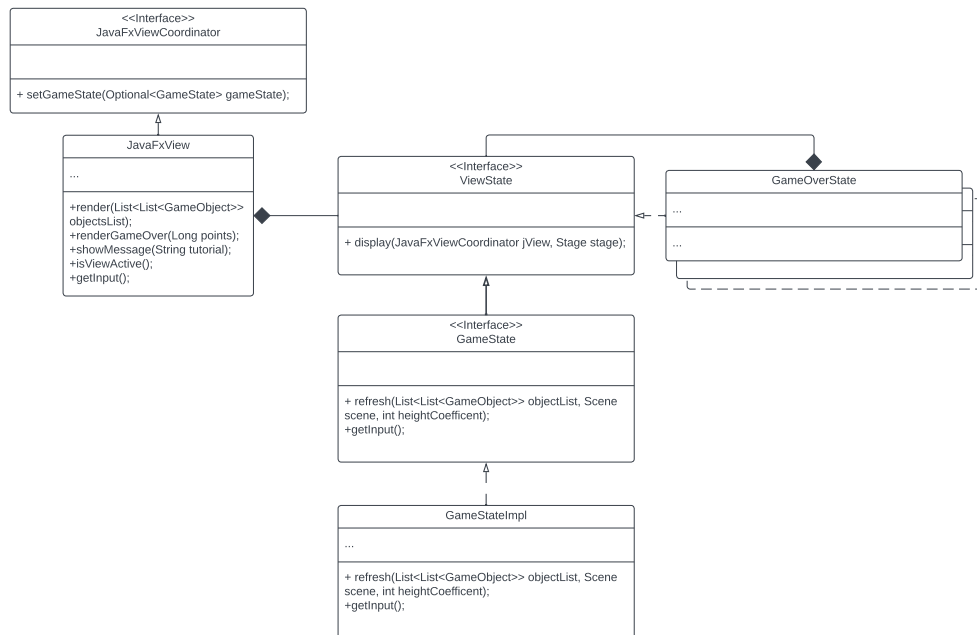 <<Interface>>
JavaFxViewCoordinator
+ setGameState(Optional<GameState> gameState);
JavaFxView
...
+render(List<List<GameObject>>
objectsList);
+renderGameOver(Long points);
+showMessage(String tutorial);
+isViewActive();
+getInput();
<<Interface>>
ViewState
+ display(JavaFxViewCoordinator jView, Stage stage);
GameOverState
...
...
<<Interface>>
GameState
+ refresh(List<List<GameObject>> objectList, Scene
scene, int heightCoefficent);
+getInput();
GameStateImpl
...
+ refresh(List<List<GameObject>> objectList, Scene
scene, int heightCoefficent);
+getInput();